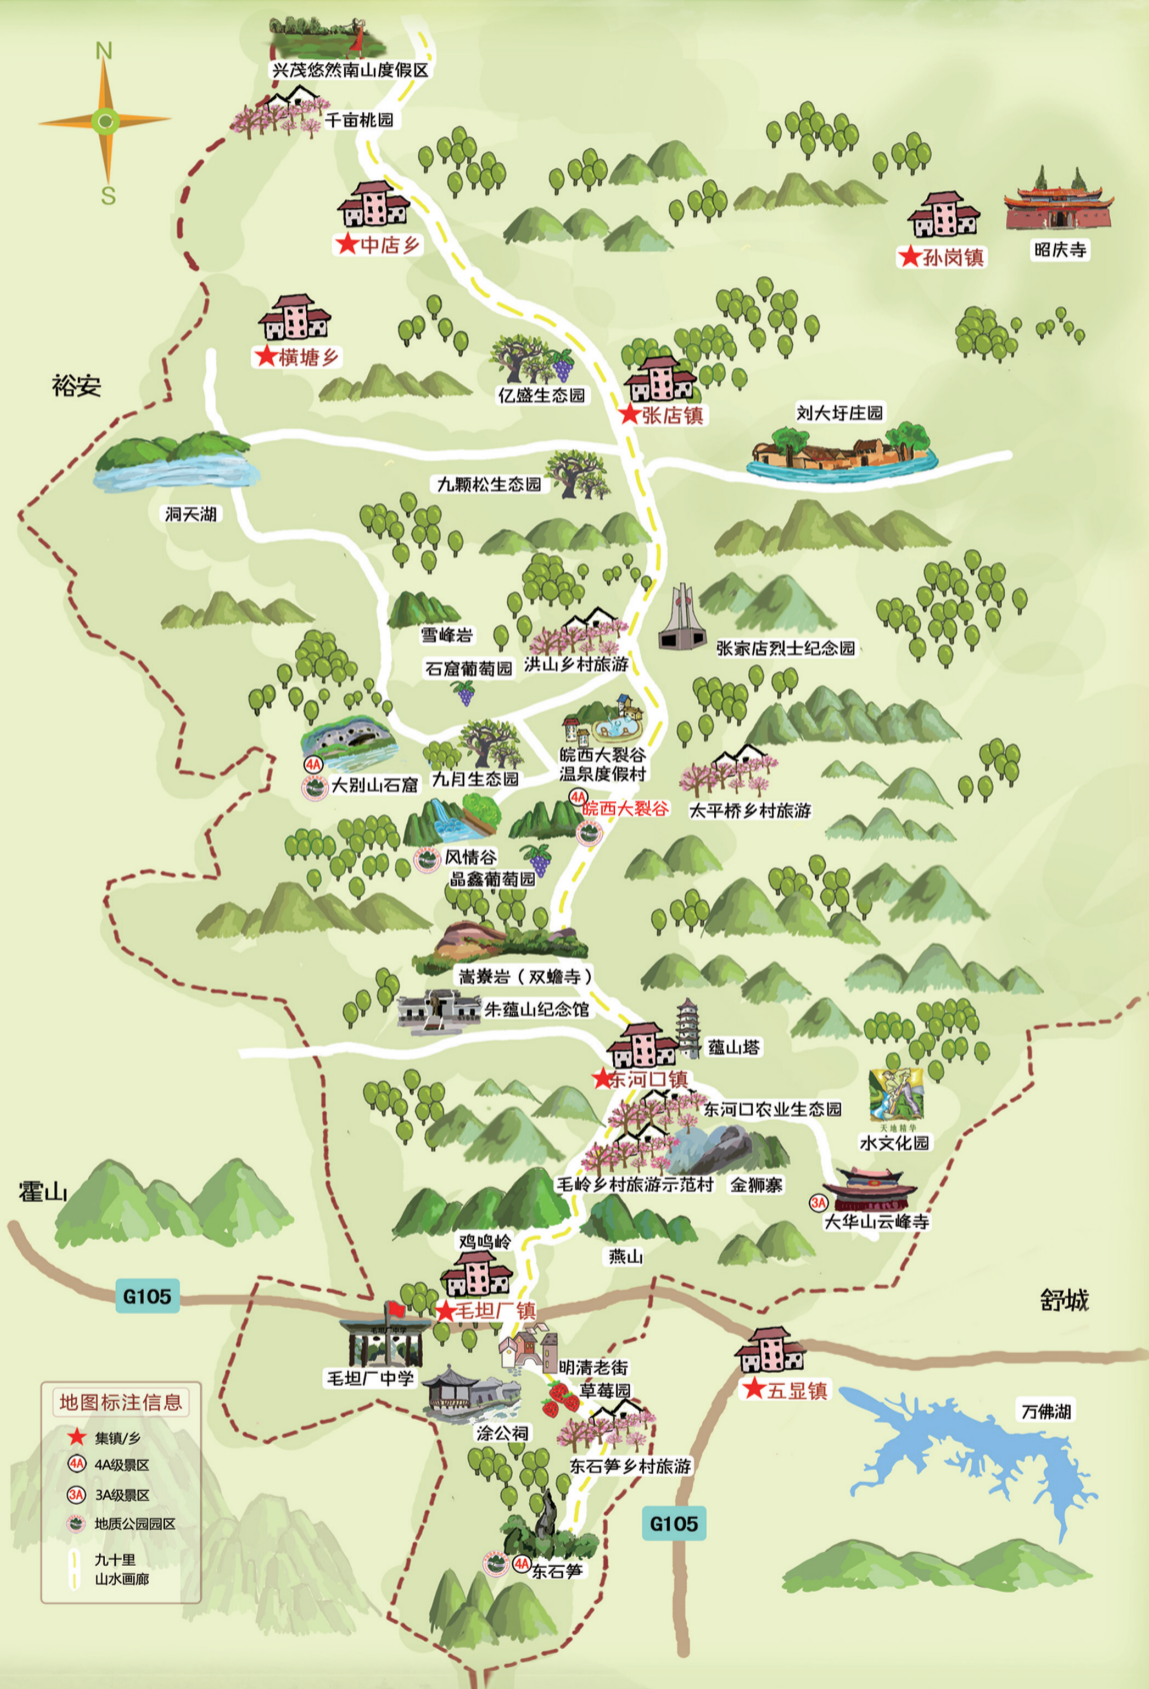 N
S
兴茂悠然南山度假区
千亩桃园
中店乡
孙岗镇
昭庆寺
横塘乡
裕安
亿盛生态园
张店镇
刘大圩庄园
九颗松生态园
洞天湖
雪峰岩
石窟葡萄园
洪山乡村旅游
张家店烈士纪念园
皖西大裂谷
温泉度假村
4A
大别山石窟
九月生态园
4A
皖西大裂谷
太平桥乡村旅游
风情谷
晶鑫葡萄园
嵩寮岩（双蟾寺）
朱蕴山纪念馆
蕴山塔
东河口镇
东河口农业生态园
天地精华
水文化园
毛岭乡村旅游示范村
金狮寨
3A
大华山云峰寺
霍山
鸡鸣岭
燕山
G105
毛坦厂镇
舒城
毛坦厂中学
毛坦厂中学
明清老街
草莓园
五显镇
涂公祠
万佛湖
东石笋乡村旅游
G105
4A
东石笋
地图标注信息
集镇/乡
4A 4A级景区
3A 3A级景区
地质公园园区
九十里
山水画廊